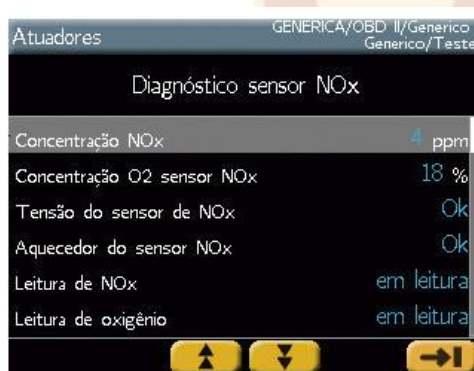 Atuadores
GENERICA/OBD II/Generico
Generico/Teste
Diagnóstico sensor NOx
Concentração NOx 4 ppm
Concentração O2 sensor NOx 18 %
Tensão do sensor de NOx Ok
Aquecedor do sensor NOx Ok
Leitura de NOx em leitura
Leitura de oxigênio em leitura